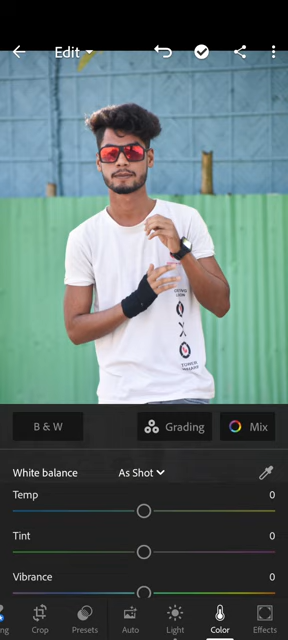 Edit
B & W
Grading
Mix
White balance
As Shot
Temp 0
Tint 0
Vibrance 0
Crop
Presets
Auto
Light
Color
Effects